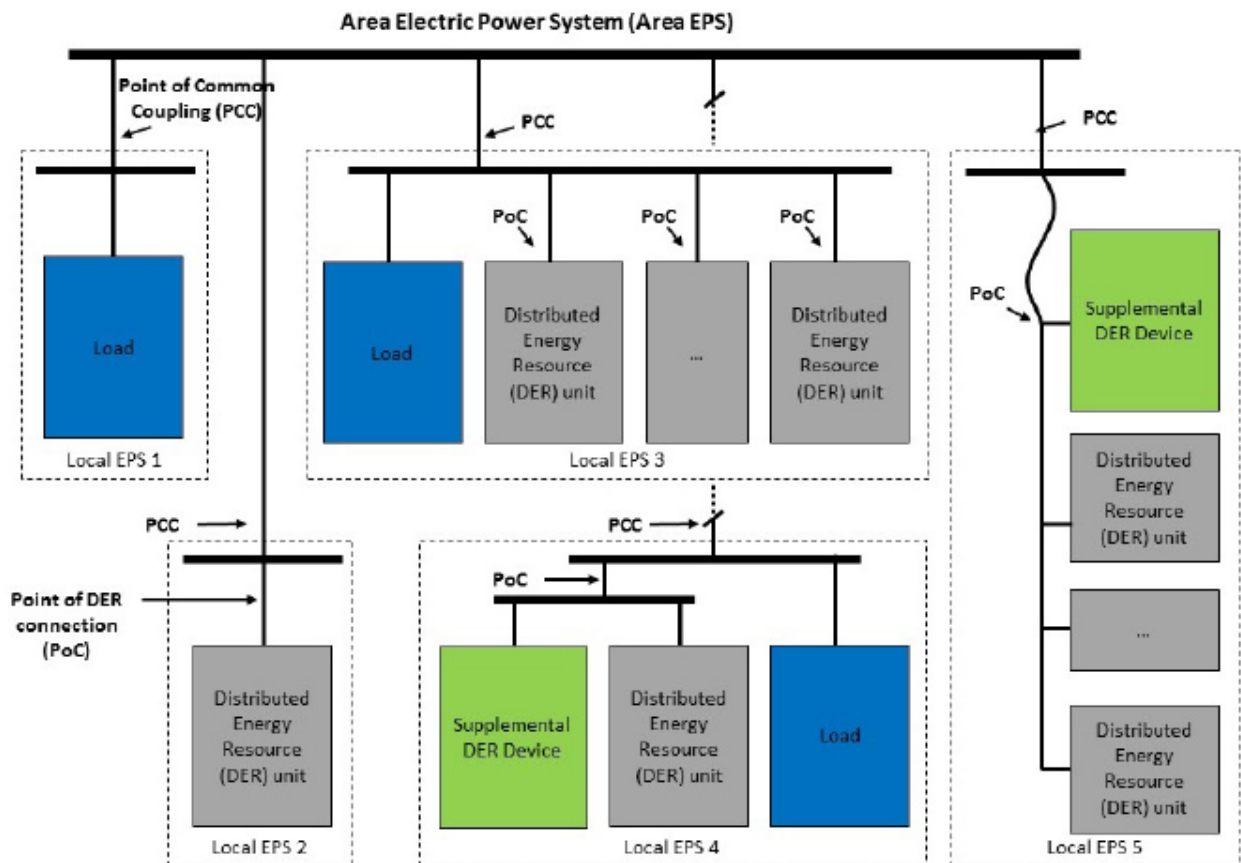 Area Electric Power System (Area EPS)
Point of Common
Coupling (PCC)
PCC
PCC
PoC
PoC
PoC
Load
Load
Distributed
Energy
Resource
(DER) unit
...
Distributed
Energy
Resource
(DER) unit
Local EPS 1
Local EPS 3
PoC
Supplemental
DER Device
Distributed
Energy
Resource
(DER) unit
...
Distributed
Energy
Resource
(DER) unit
Local EPS 5
PCC
Point of DER
connection
(PoC)
Distributed
Energy
Resource
(DER) unit
Local EPS 2
PCC
PoC
Supplemental
DER Device
Distributed
Energy
Resource
(DER) unit
Load
Local EPS 4